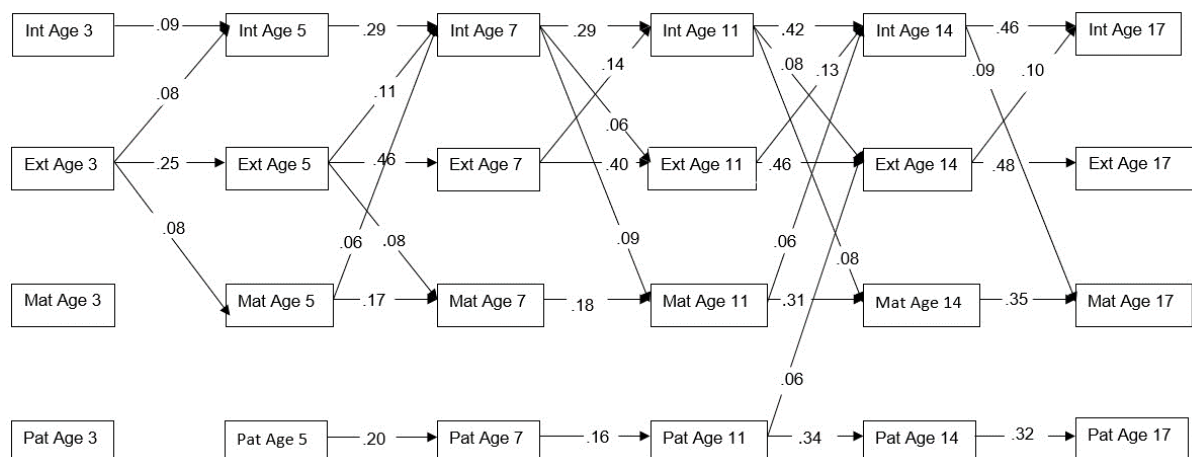 Int Age 3 .09 Int Age 5 .29 Int Age 7 .29 Int Age 11 .42 Int Age 14 .46 Int Age 17
.14 .08 .13 .09 .10
.08 .11
.06
Ext Age 3 .25 Ext Age 5 .46 Ext Age 7 .40 Ext Age 11 .46 Ext Age 14 .48 Ext Age 17
.08 .06 .08 .09 .06 .08
Mat Age 3 Mat Age 5 .17 Mat Age 7 .18 Mat Age 11 .31 Mat Age 14 .35 Mat Age 17
.06
Pat Age 3 Pat Age 5 .20 Pat Age 7 .16 Pat Age 11 .34 Pat Age 14 .32 Pat Age 17